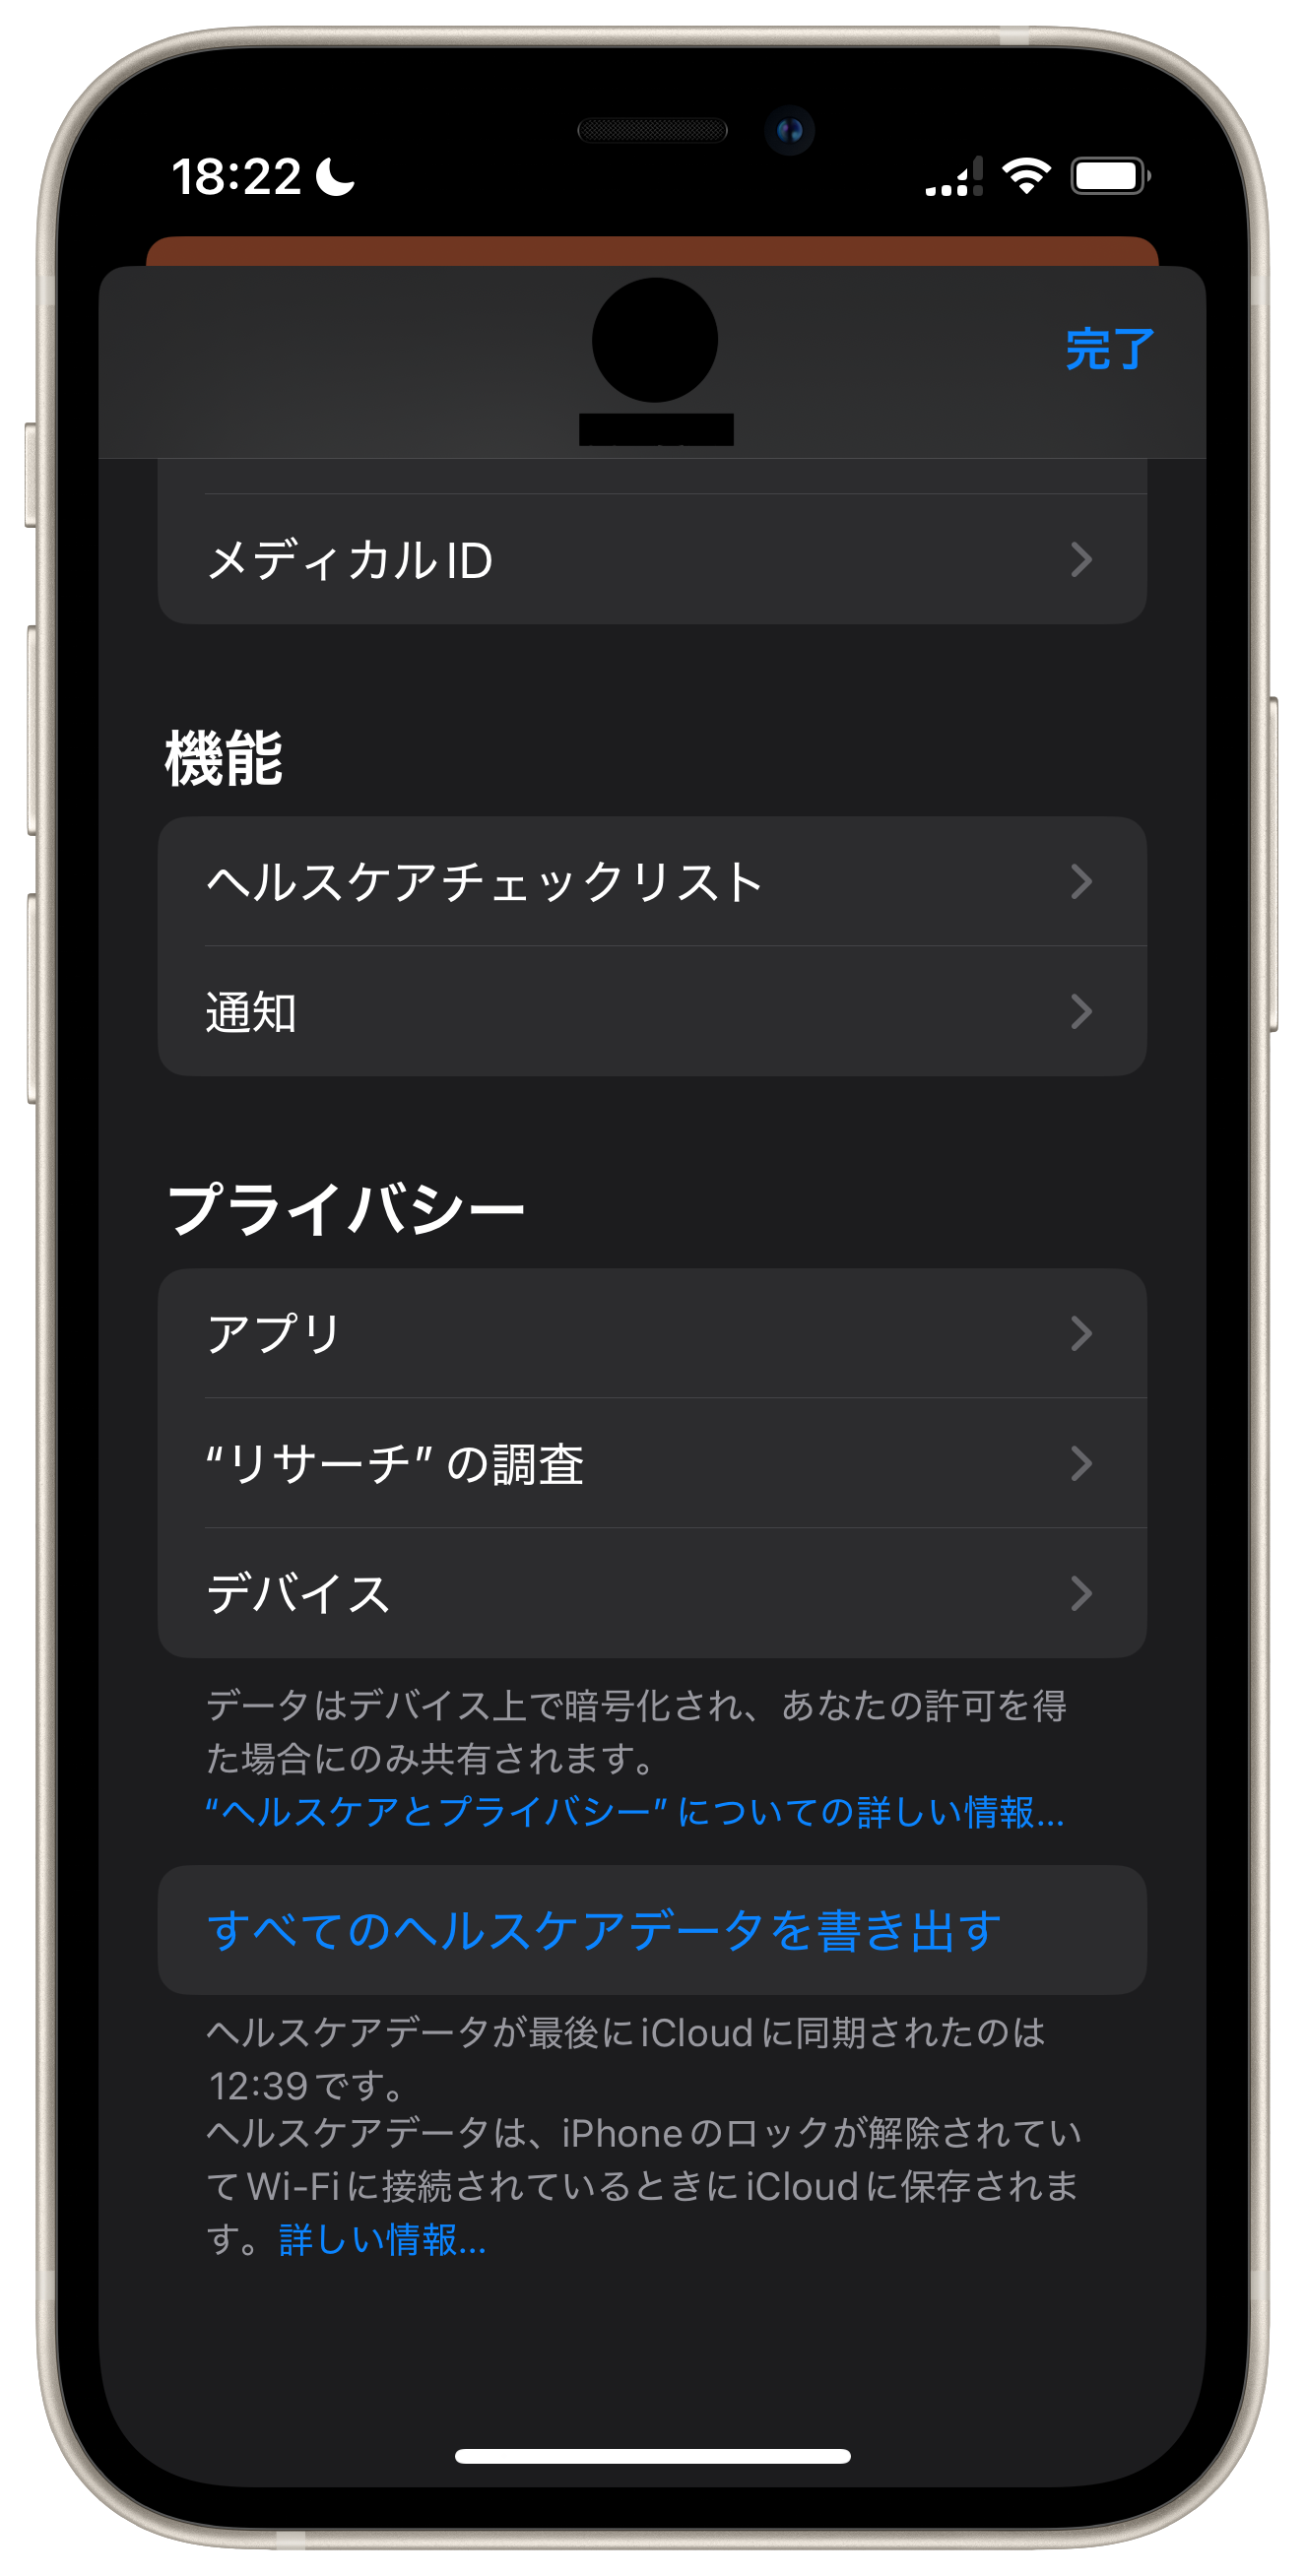 18:22
完了
メディカルID
機能
ヘルスケアチェックリスト
通知
プライバシー
アプリ
“リサーチ” の調査
デバイス
データはデバイス上で暗号化され、あなたの許可を得
た場合にのみ共有されます。
“ヘルスケアとプライバシー” についての詳しい情報...
すべてのヘルスケアデータを書き出す
ヘルスケアデータが最後にiCloudに同期されたのは
12:39です。
ヘルスケアデータは、iPhoneのロックが解除されてい
てWi-Fiに接続されているときにiCloudに保存されま
す。詳しい情報...